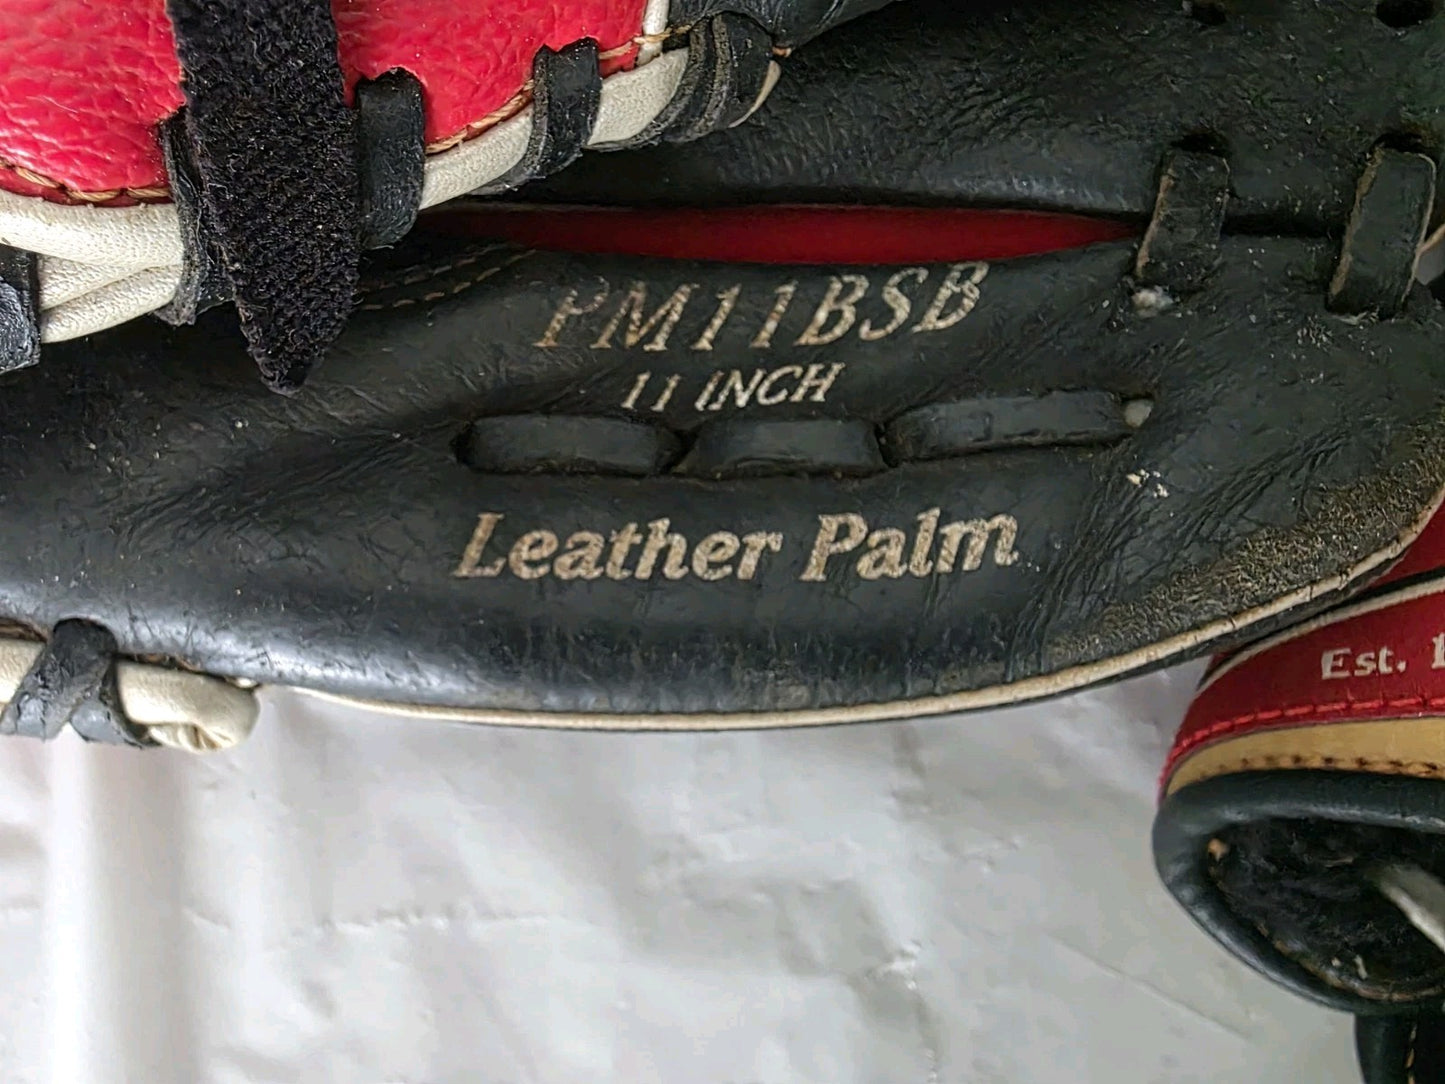 PM11BSB
11 INCH
Leather Palm
Est.